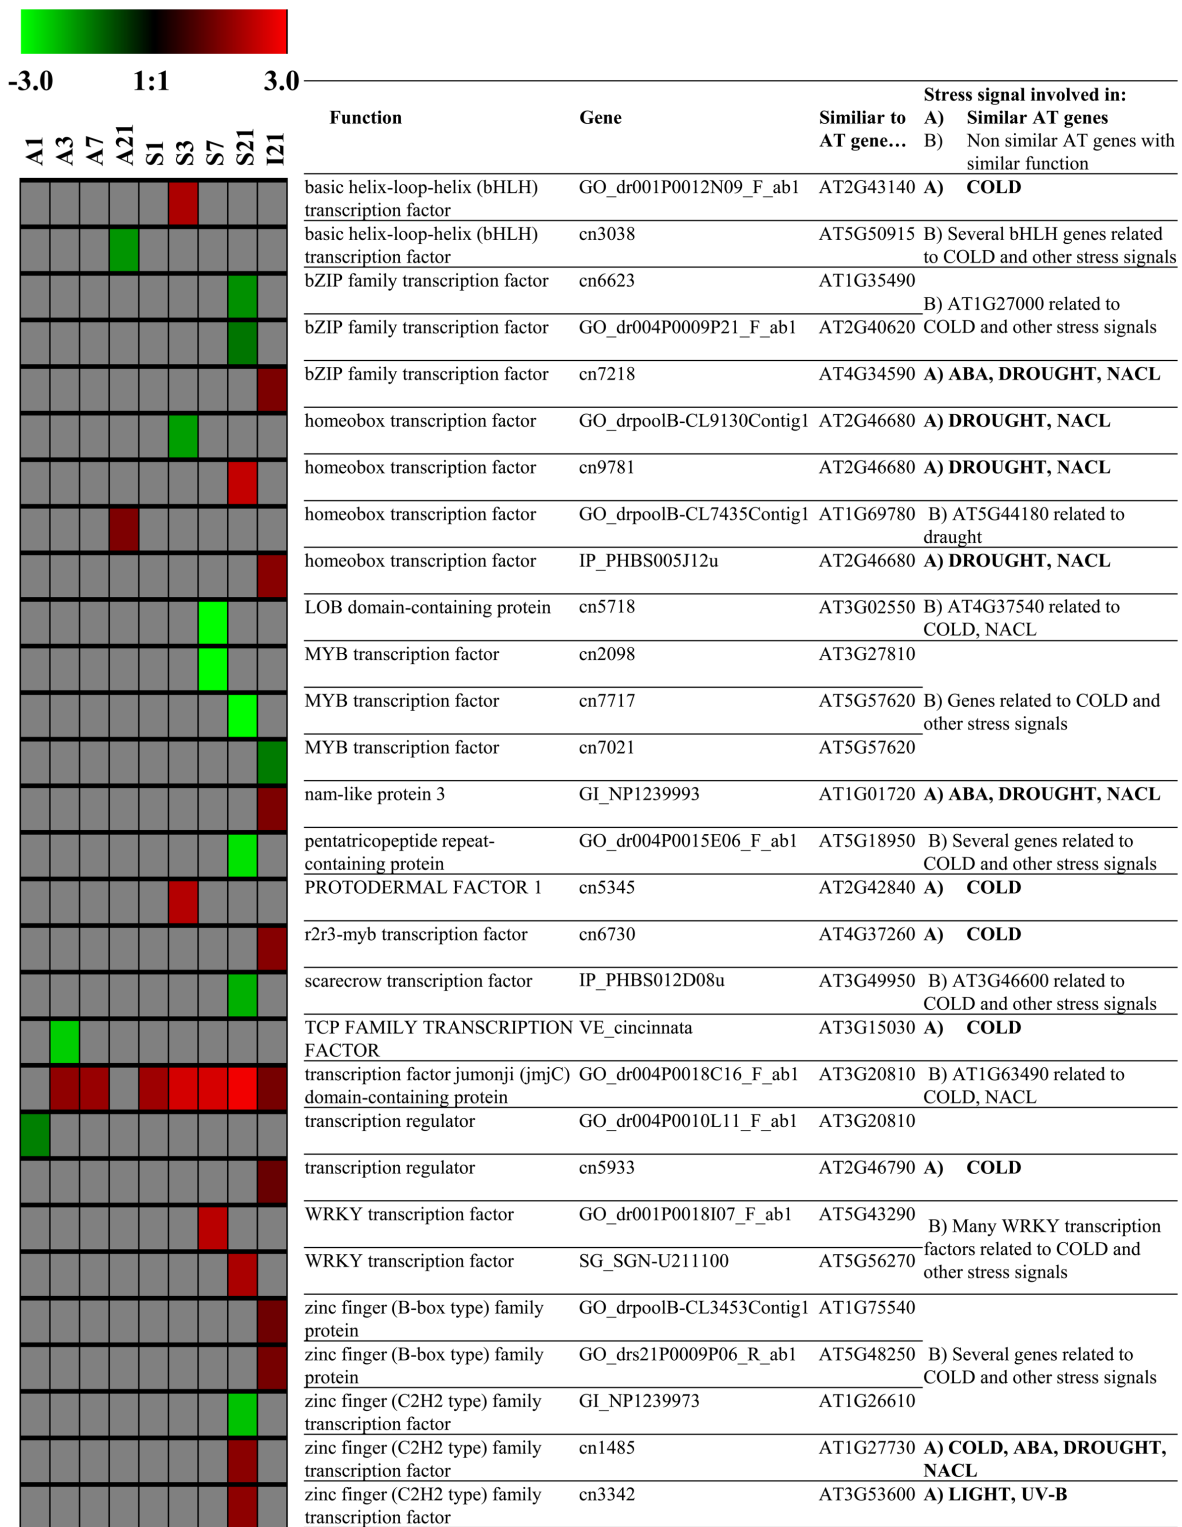 -3.0 1:1 3.0
A1 A3 A7 A21 S1 S3 S7 S21 I21
Function Gene Similiar to AT gene… Stress signal involved in:
A) Similar AT genes
B) Non similar AT genes with similar function
basic helix-loop-helix (bHLH) transcription factor GO_dr001P0012N09_F_ab1 AT2G43140 A) COLD
basic helix-loop-helix (bHLH) transcription factor cn3038 AT5G50915 B) Several bHLH genes related to COLD and other stress signals
bZIP family transcription factor cn6623 AT1G35490
B) AT1G27000 related to COLD and other stress signals
bZIP family transcription factor GO_dr004P0009P21_F_ab1 AT2G40620
bZIP family transcription factor cn7218 AT4G34590 A) ABA, DROUGHT, NACL
homeobox transcription factor GO_drpoolB-CL9130Contig1 AT2G46680 A) DROUGHT, NACL
homeobox transcription factor cn9781 AT2G46680 A) DROUGHT, NACL
homeobox transcription factor GO_drpoolB-CL7435Contig1 AT1G69780 B) AT5G44180 related to draught
homeobox transcription factor IP_PHBS005J12u AT2G46680 A) DROUGHT, NACL
LOB domain-containing protein cn5718 AT3G02550 B) AT4G37540 related to COLD, NACL
MYB transcription factor cn2098 AT3G27810
MYB transcription factor cn7717 AT5G57620 B) Genes related to COLD and other stress signals
MYB transcription factor cn7021 AT5G57620
nam-like protein 3 GI_NP1239993 AT1G01720 A) ABA, DROUGHT, NACL
pentatricopeptide repeat-containing protein GO_dr004P0015E06_F_ab1 AT5G18950 B) Several genes related to COLD and other stress signals
PROTODERMAL FACTOR 1 cn5345 AT2G42840 A) COLD
r2r3-myb transcription factor cn6730 AT4G37260 A) COLD
scarecrow transcription factor IP_PHBS012D08u AT3G49950 B) AT3G46600 related to COLD and other stress signals
TCP FAMILY TRANSCRIPTION FACTOR VE_cincinnata AT3G15030 A) COLD
transcription factor jumonji (jmjC) domain-containing protein GO_dr004P0018C16_F_ab1 AT3G20810 B) AT1G63490 related to COLD, NACL
transcription regulator GO_dr004P0010L11_F_ab1 AT3G20810
transcription regulator cn5933 AT2G46790 A) COLD
WRKY transcription factor GO_dr001P0018I07_F_ab1 AT5G43290
B) Many WRKY transcription factors related to COLD and other stress signals
WRKY transcription factor SG_SGN-U211100 AT5G56270
zinc finger (B-box type) family protein GO_drpoolB-CL3453Contig1 AT1G75540
zinc finger (B-box type) family protein GO_drs21P0009P06_R_ab1 AT5G48250 B) Several genes related to COLD and other stress signals
zinc finger (C2H2 type) family transcription factor GI_NP1239973 AT1G26610
zinc finger (C2H2 type) family transcription factor cn1485 AT1G27730 A) COLD, ABA, DROUGHT, NACL
zinc finger (C2H2 type) family transcription factor cn3342 AT3G53600 A) LIGHT, UV-B